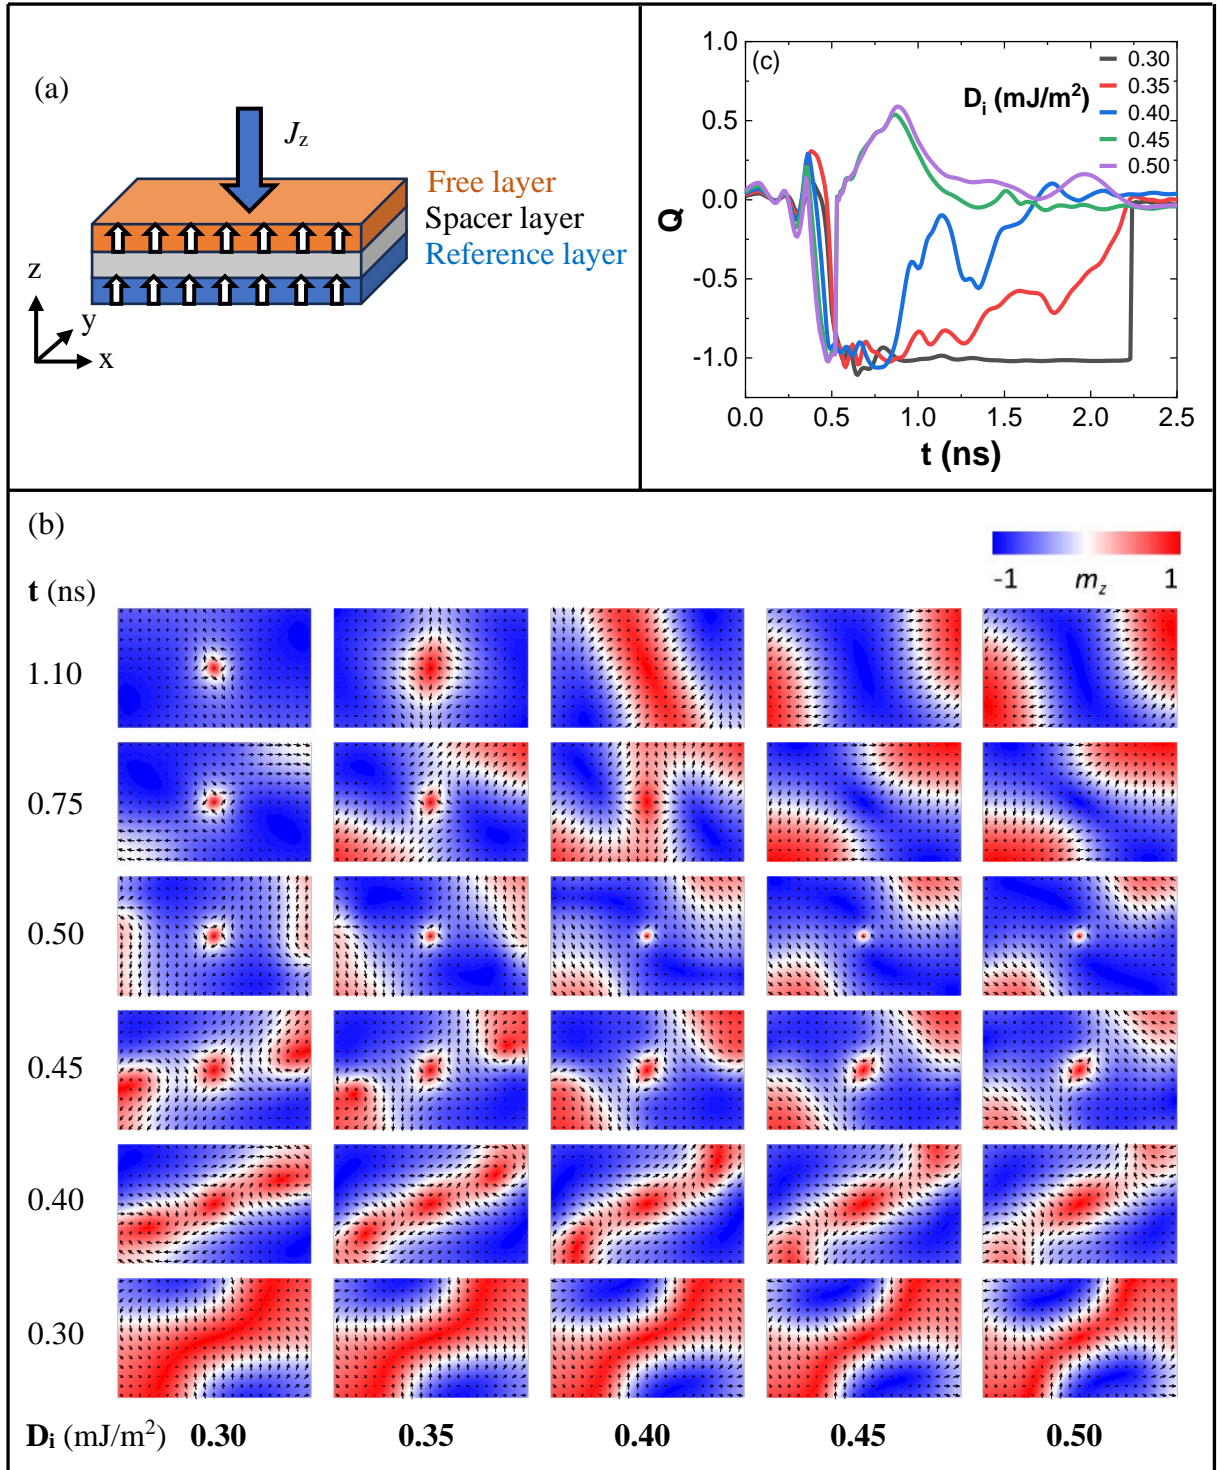 (a)
J_z
Free layer
Spacer layer
Reference layer
z
y
x
(c)
D_i (mJ/m²)
0.30
0.35
0.40
0.45
0.50
1.0
0.5
0.0
-0.5
-1.0
Q
0.0 0.5 1.0 1.5 2.0 2.5
t (ns)
(b)
-1 m_z 1
t (ns)
1.10
0.75
0.50
0.45
0.40
0.30
D_i (mJ/m²) 0.30 0.35 0.40 0.45 0.50